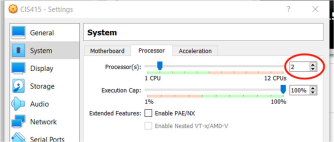 CIS415 - Settings
General
System
Display
Storage
Audio
Network
Serial Ports
System
Motherboard Processor Acceleration
Processor(s): 2
1 CPU 12 CPUs
Execution Cap: 100%
1% 100%
Extended Features: Enable PAE/NX
Enable Nested VT-x/AMD-V